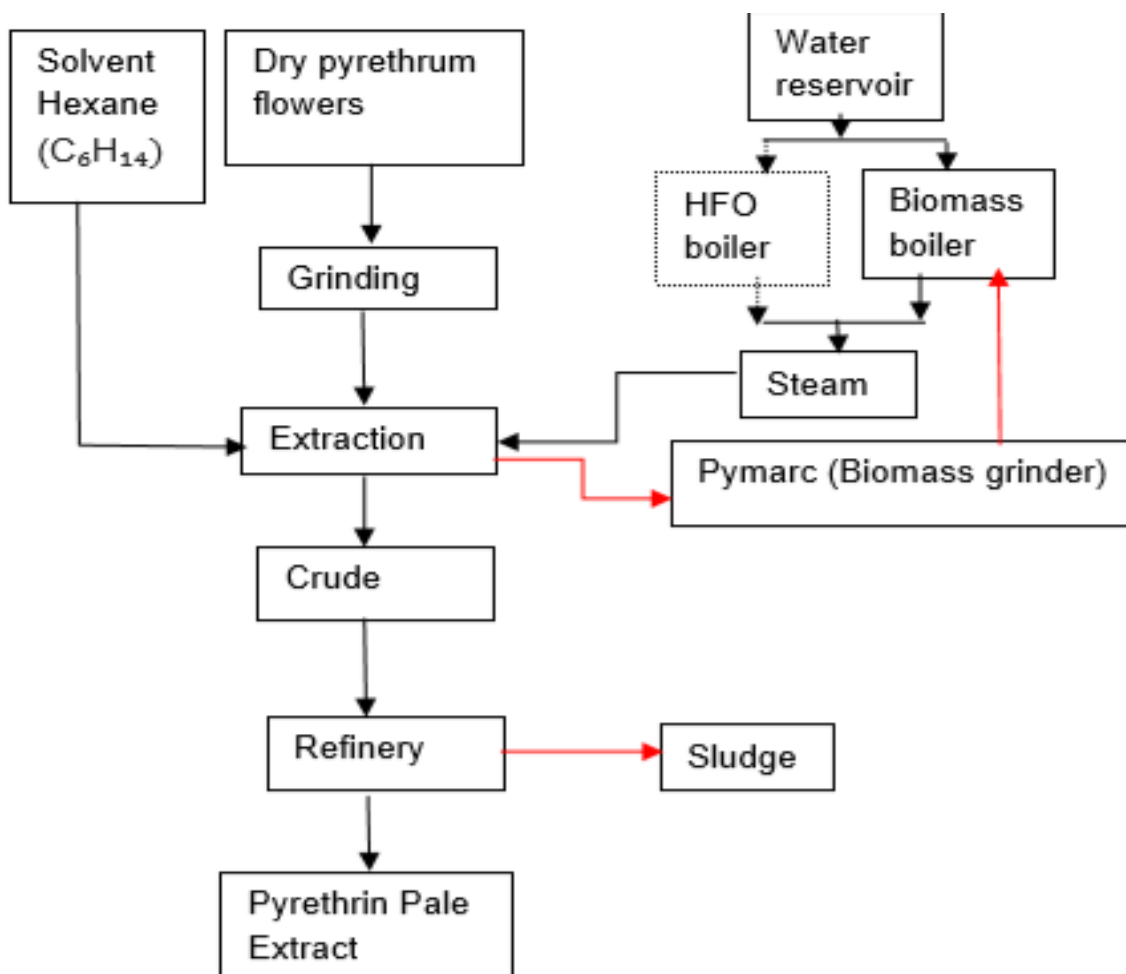 Solvent
Hexane
(C₆H₁₄)
Dry pyrethrum
flowers
Water
reservoir
HFO
boiler
Biomass
boiler
Grinding
Steam
Extraction
Pymarc (Biomass grinder)
Crude
Refinery
Sludge
Pyrethrin Pale
Extract